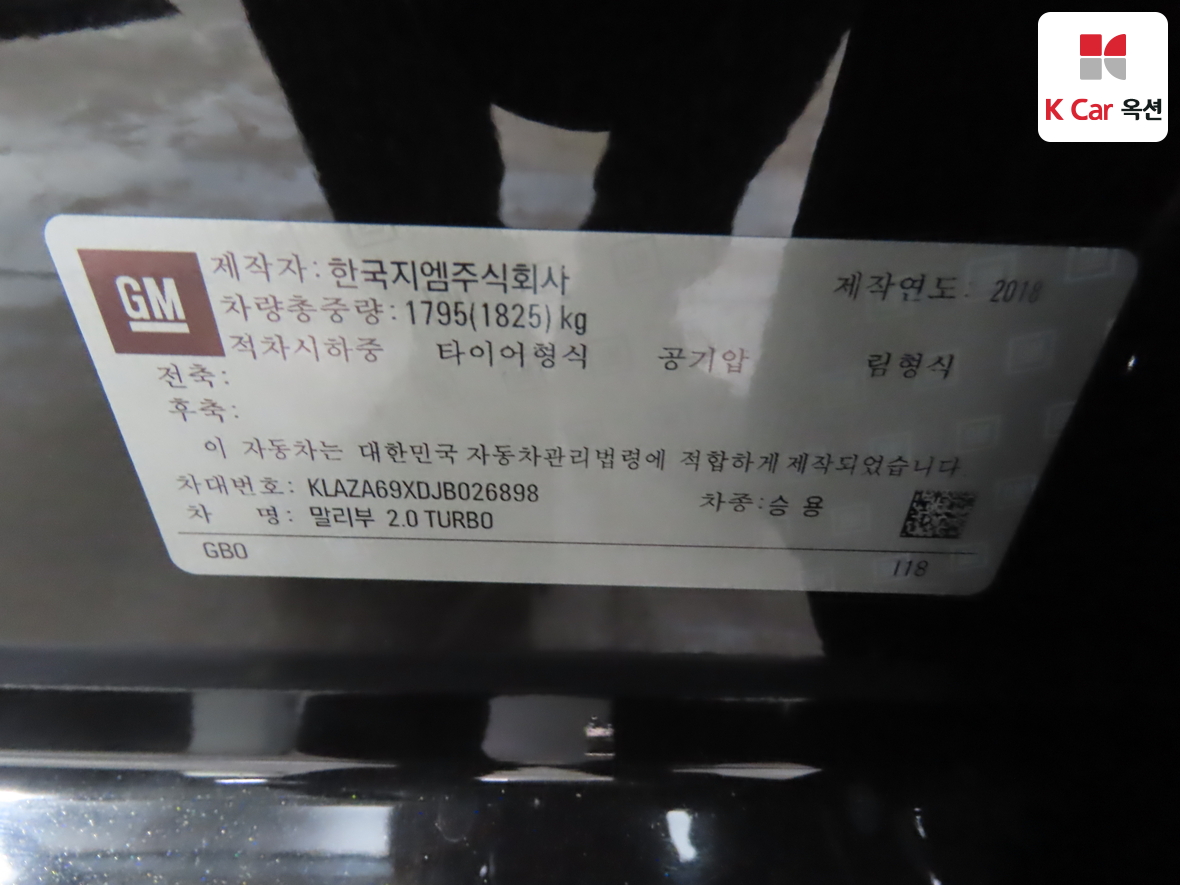 K Car 옥션
GM
제작자: 한국지엠주식회사 제작연도: 2018
차량총중량: 1795(1825) kg
적차시하중 타이어형식 공기압 림형식
전축:
후축:
이 자동차는 대한민국 자동차관리법령에 적합하게 제작되었습니다
차대번호: KLAZA69XDJB026898 차종: 승 용
차 명: 말리부 2.0 TURBO
GB0 I18